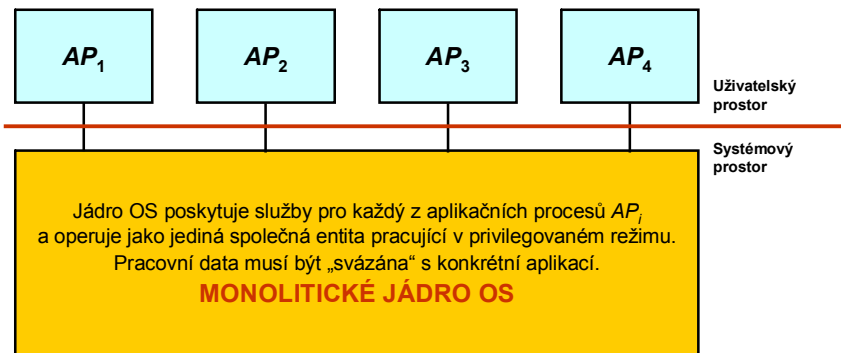 AP1 AP2 AP3 AP4
Uživatelský
prostor
Systémový
prostor
Jádro OS poskytuje služby pro každý z aplikačních procesů APi
a operuje jako jediná společná entita pracující v privilegovaném režimu.
Pracovní data musí být „svázána“ s konkrétní aplikací.
MONOLITICKÉ JÁDRO OS